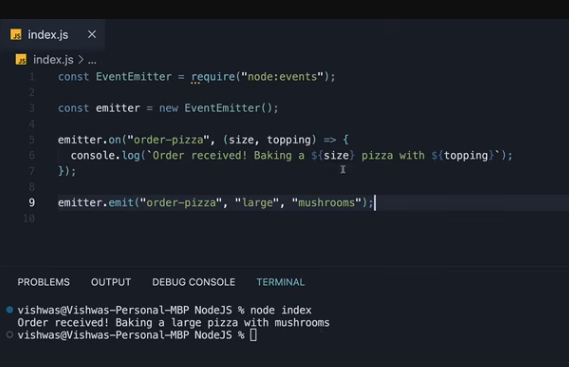 JS index.js ×
JS index.js > ...
1 const EventEmitter = require("node:events");
2
3 const emitter = new EventEmitter();
4
5 emitter.on("order-pizza", (size, topping) => {
6 console.log(`Order received! Baking a ${size} pizza with ${topping}`);
7 });
8
9 emitter.emit("order-pizza", "large", "mushrooms");
10
PROBLEMS OUTPUT DEBUG CONSOLE TERMINAL
vishwas@Vishwas-Personal-MBP NodeJS % node index
Order received! Baking a large pizza with mushrooms
vishwas@Vishwas-Personal-MBP NodeJS %